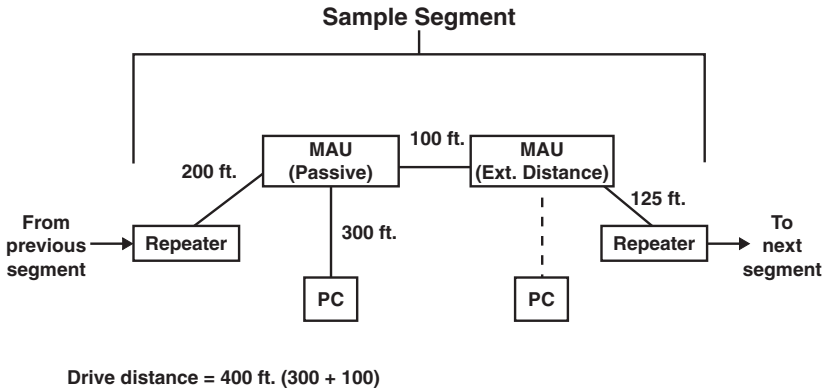 Sample Segment
MAU
(Passive)
100 ft.
MAU
(Ext. Distance)
200 ft.
125 ft.
From
previous
segment
Repeater
300 ft.
Repeater
To
next
segment
PC
PC
Drive distance = 400 ft. (300 + 100)